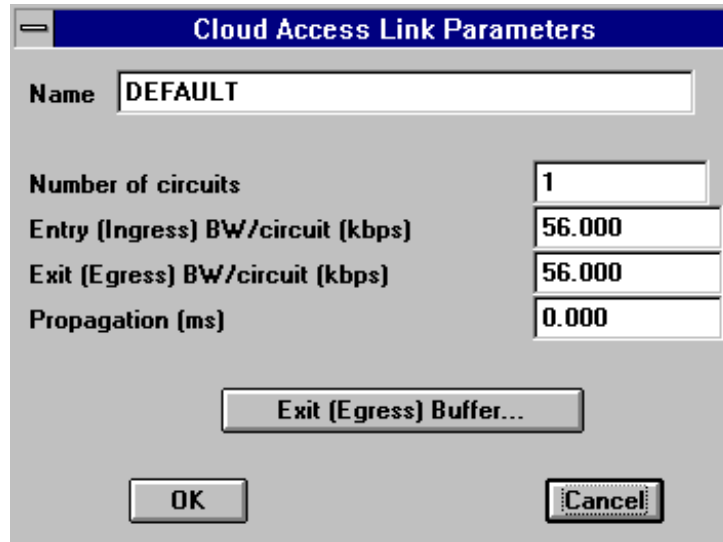 Cloud Access Link Parameters
Name DEFAULT
Number of circuits 1
Entry (Ingress) BW/circuit (kbps) 56.000
Exit (Egress) BW/circuit (kbps) 56.000
Propagation (ms) 0.000
Exit (Egress) Buffer...
OK Cancel